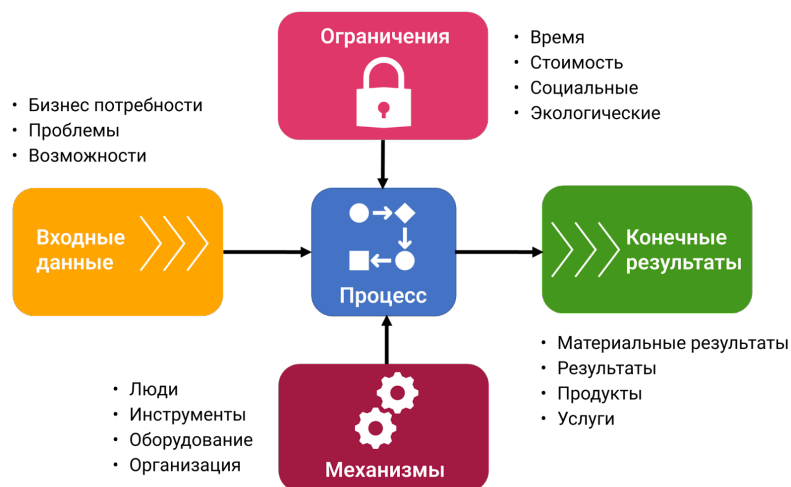 Ограничения
• Время
• Стоимость
• Социальные
• Экологические
• Бизнес потребности
• Проблемы
• Возможности
Входные
данные
Процесс
Конечные
результаты
• Материальные результаты
• Результаты
• Продукты
• Услуги
• Люди
• Инструменты
• Оборудование
• Организация
Механизмы